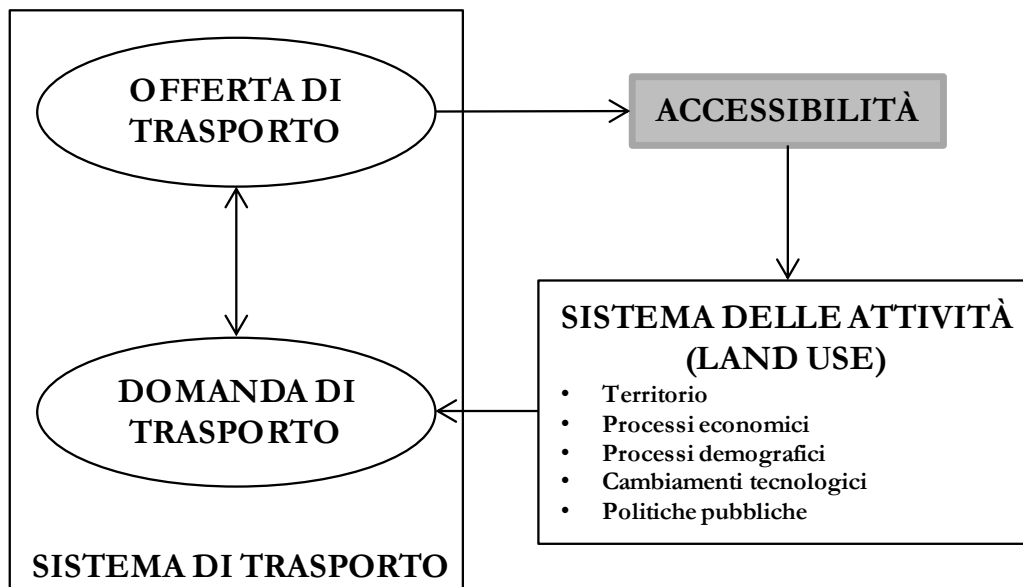 OFFERTA DI
TRASPORTO
ACCESSIBILITÀ
SISTEMA DELLE ATTIVITÀ
(LAND USE)
• Territorio
• Processi economici
• Processi demografici
• Cambiamenti tecnologici
• Politiche pubbliche
DOMANDA DI
TRASPORTO
SISTEMA DI TRASPORTO